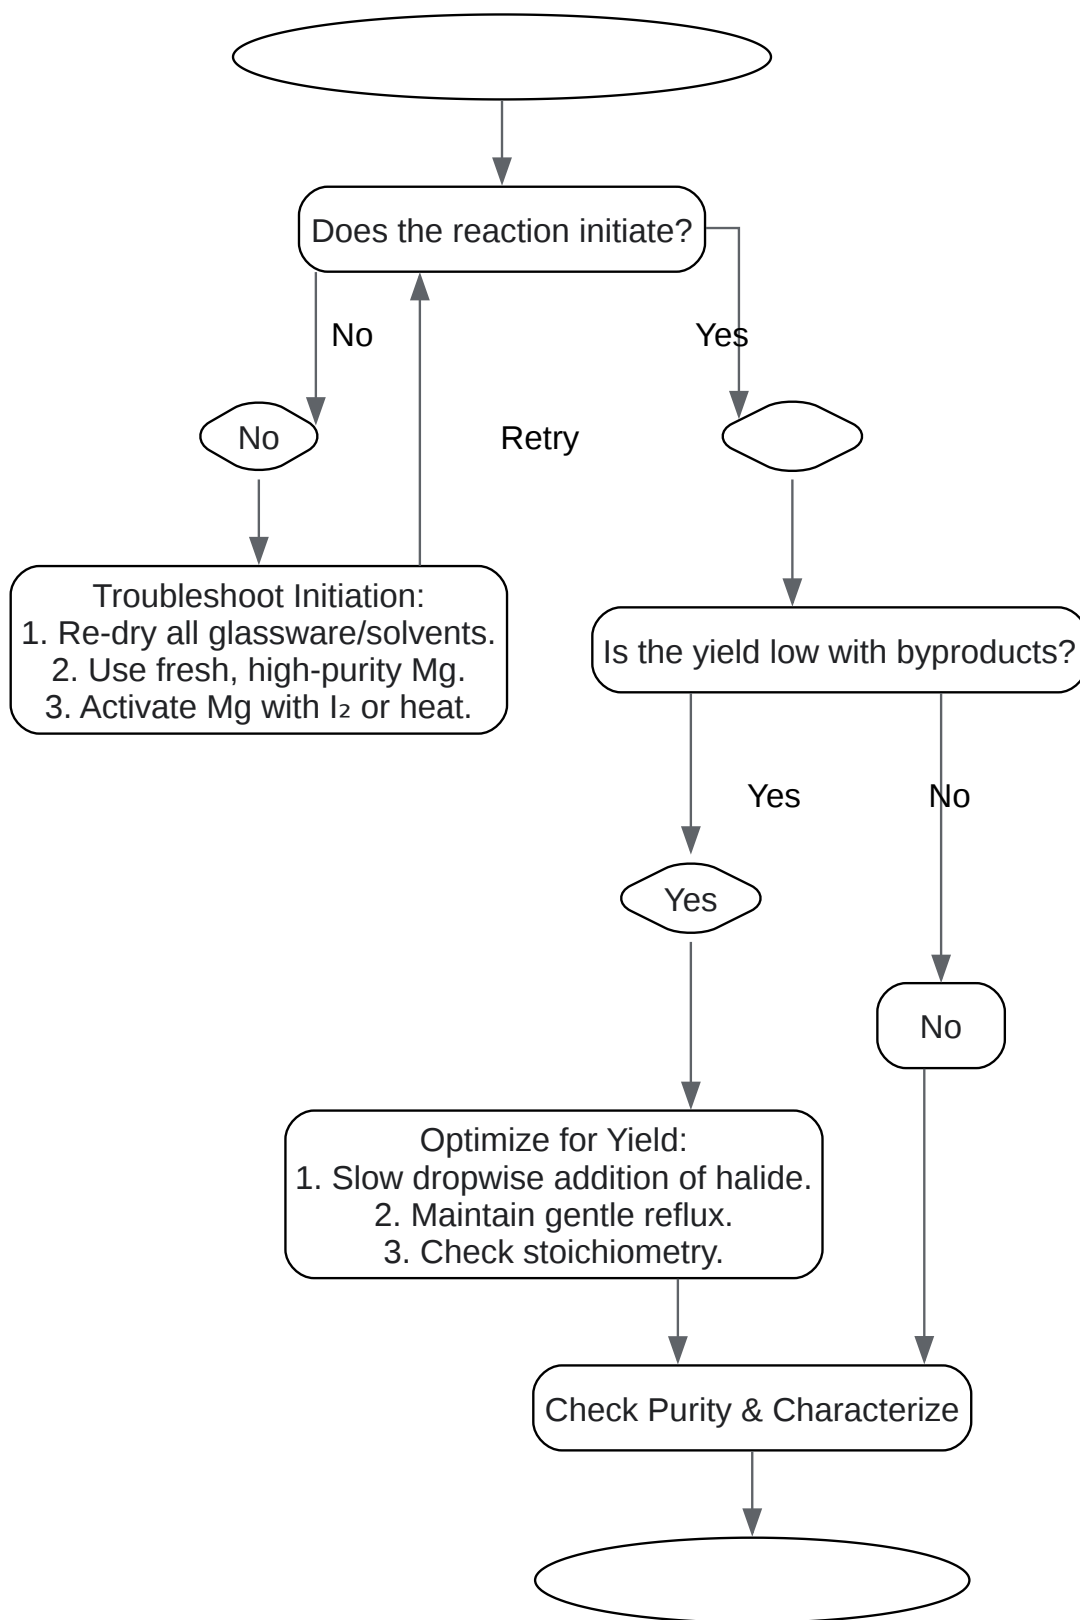 Does the reaction initiate?
No
Yes
No
Retry
Troubleshoot Initiation:
1. Re-dry all glassware/solvents.
2. Use fresh, high-purity Mg.
3. Activate Mg with I₂ or heat.
Is the yield low with byproducts?
Yes
No
Yes
No
Optimize for Yield:
1. Slow dropwise addition of halide.
2. Maintain gentle reflux.
3. Check stoichiometry.
Check Purity & Characterize